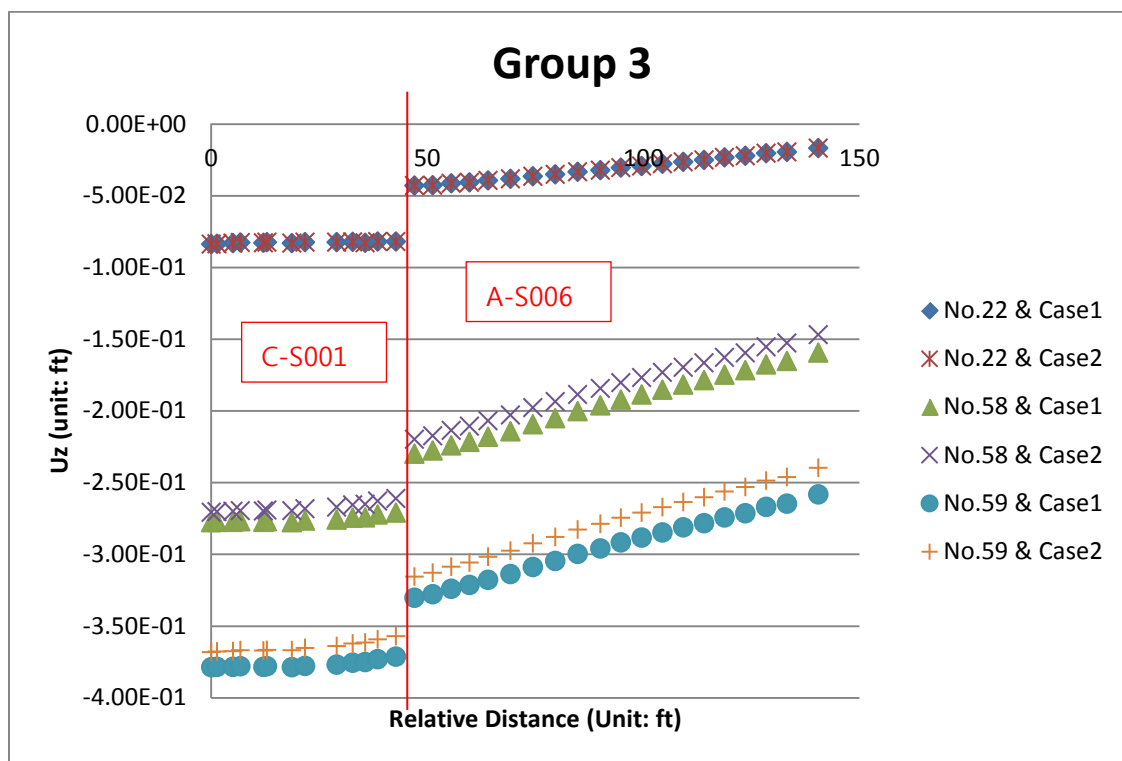 Group 3
0.00E+00
-5.00E-02
-1.00E-01
-1.50E-01
-2.00E-01
-2.50E-01
-3.00E-01
-3.50E-01
-4.00E-01
0 50 100 150
Uz (unit: ft)
Relative Distance (Unit: ft)
C-S001
A-S006
No.22 & Case1
No.22 & Case2
No.58 & Case1
No.58 & Case2
No.59 & Case1
No.59 & Case2